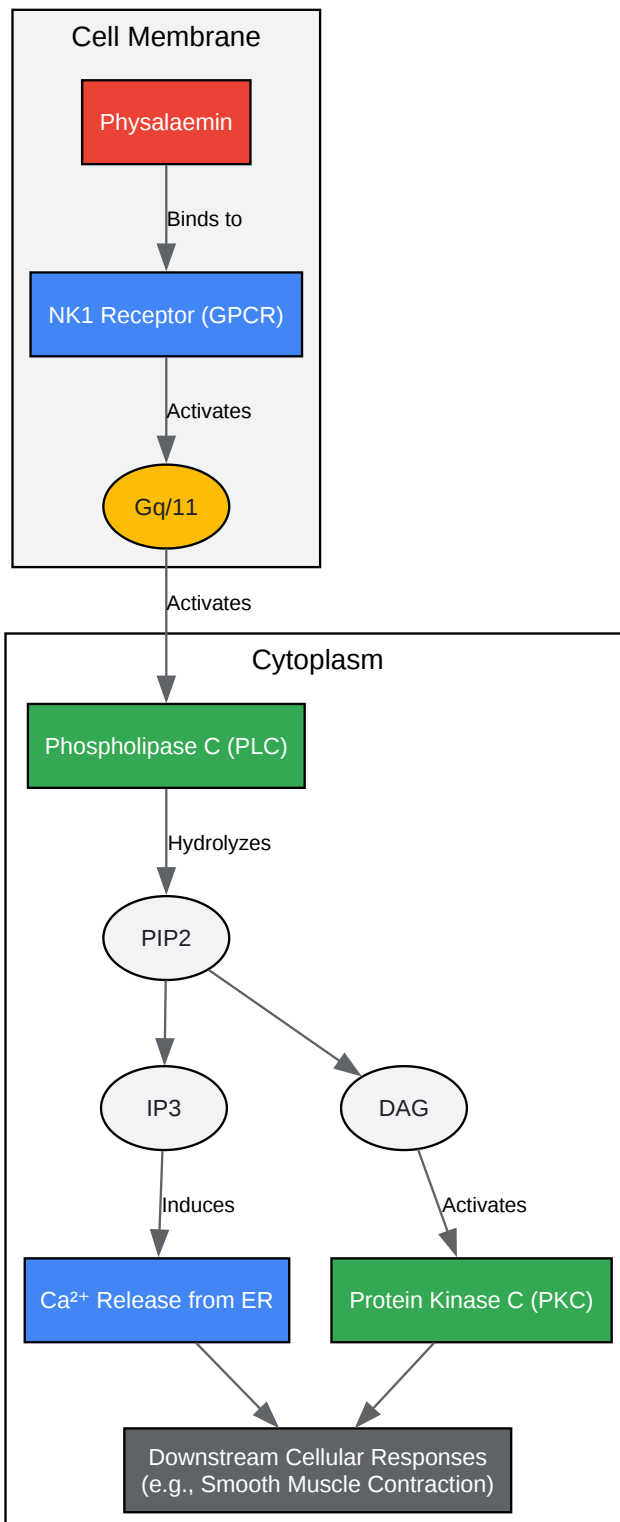 Cell Membrane
Physalaemin
Binds to
NK1 Receptor (GPCR)
Activates
Gq/11
Activates
Cytoplasm
Phospholipase C (PLC)
Hydrolyzes
PIP2
IP3
DAG
Induces
Activates
Ca²⁺ Release from ER
Protein Kinase C (PKC)
Downstream Cellular Responses
(e.g., Smooth Muscle Contraction)